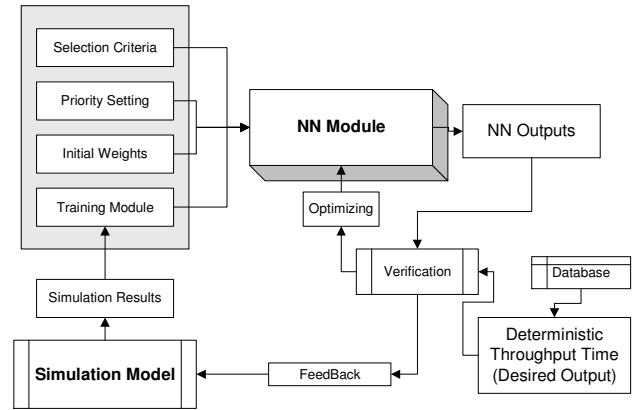 Selection Criteria
Priority Setting
Initial Weights
Training Module
NN Module
NN Outputs
Optimizing
Verification
Database
Simulation Results
Deterministic
Throughput Time
(Desired Output)
Simulation Model
FeedBack